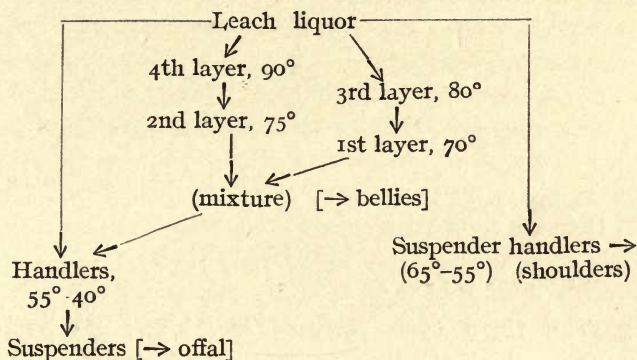 Leach liquor
4th layer, 90°
3rd layer, 80°
2nd layer, 75°
1st layer, 70°
(mixture) [→ bellies]
Suspender handlers →
(65°–55°) (shoulders)
Handlers,
55°-40°
Suspenders [→ offal]